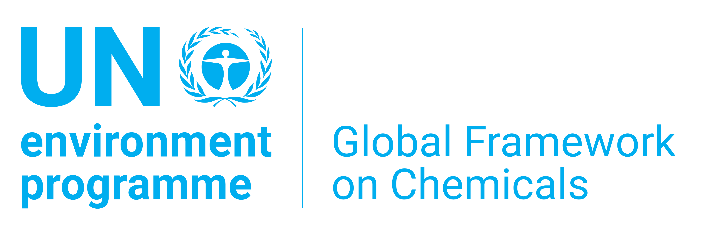 UN
environment
programme
Global Framework
on Chemicals